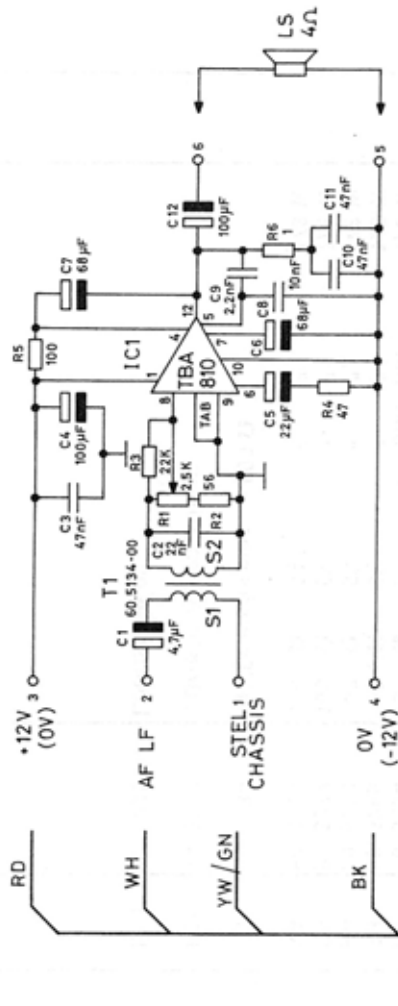 RD
WH
YW/GN
BK
+12V
(0V)
3
AF LF
2
STEL
CHASSIS
1
0V
(-12V)
4
C1
4,7µF
T1
60.5134-00
S1
S2
C2
22
nF
R1
2,5K
R2
56
R3
22K
C3
47nF
C4
100µF
R5
100
C7
68µF
IC1
TBA
810
TAB
1
4
12
5
7
10
6
9
8
C5
22µF
R4
47
C6
68µF
C8
10nF
C9
2,2nF
R6
1
C10
47nF
C11
47nF
C12
100µF
6
5
LS
4Ω